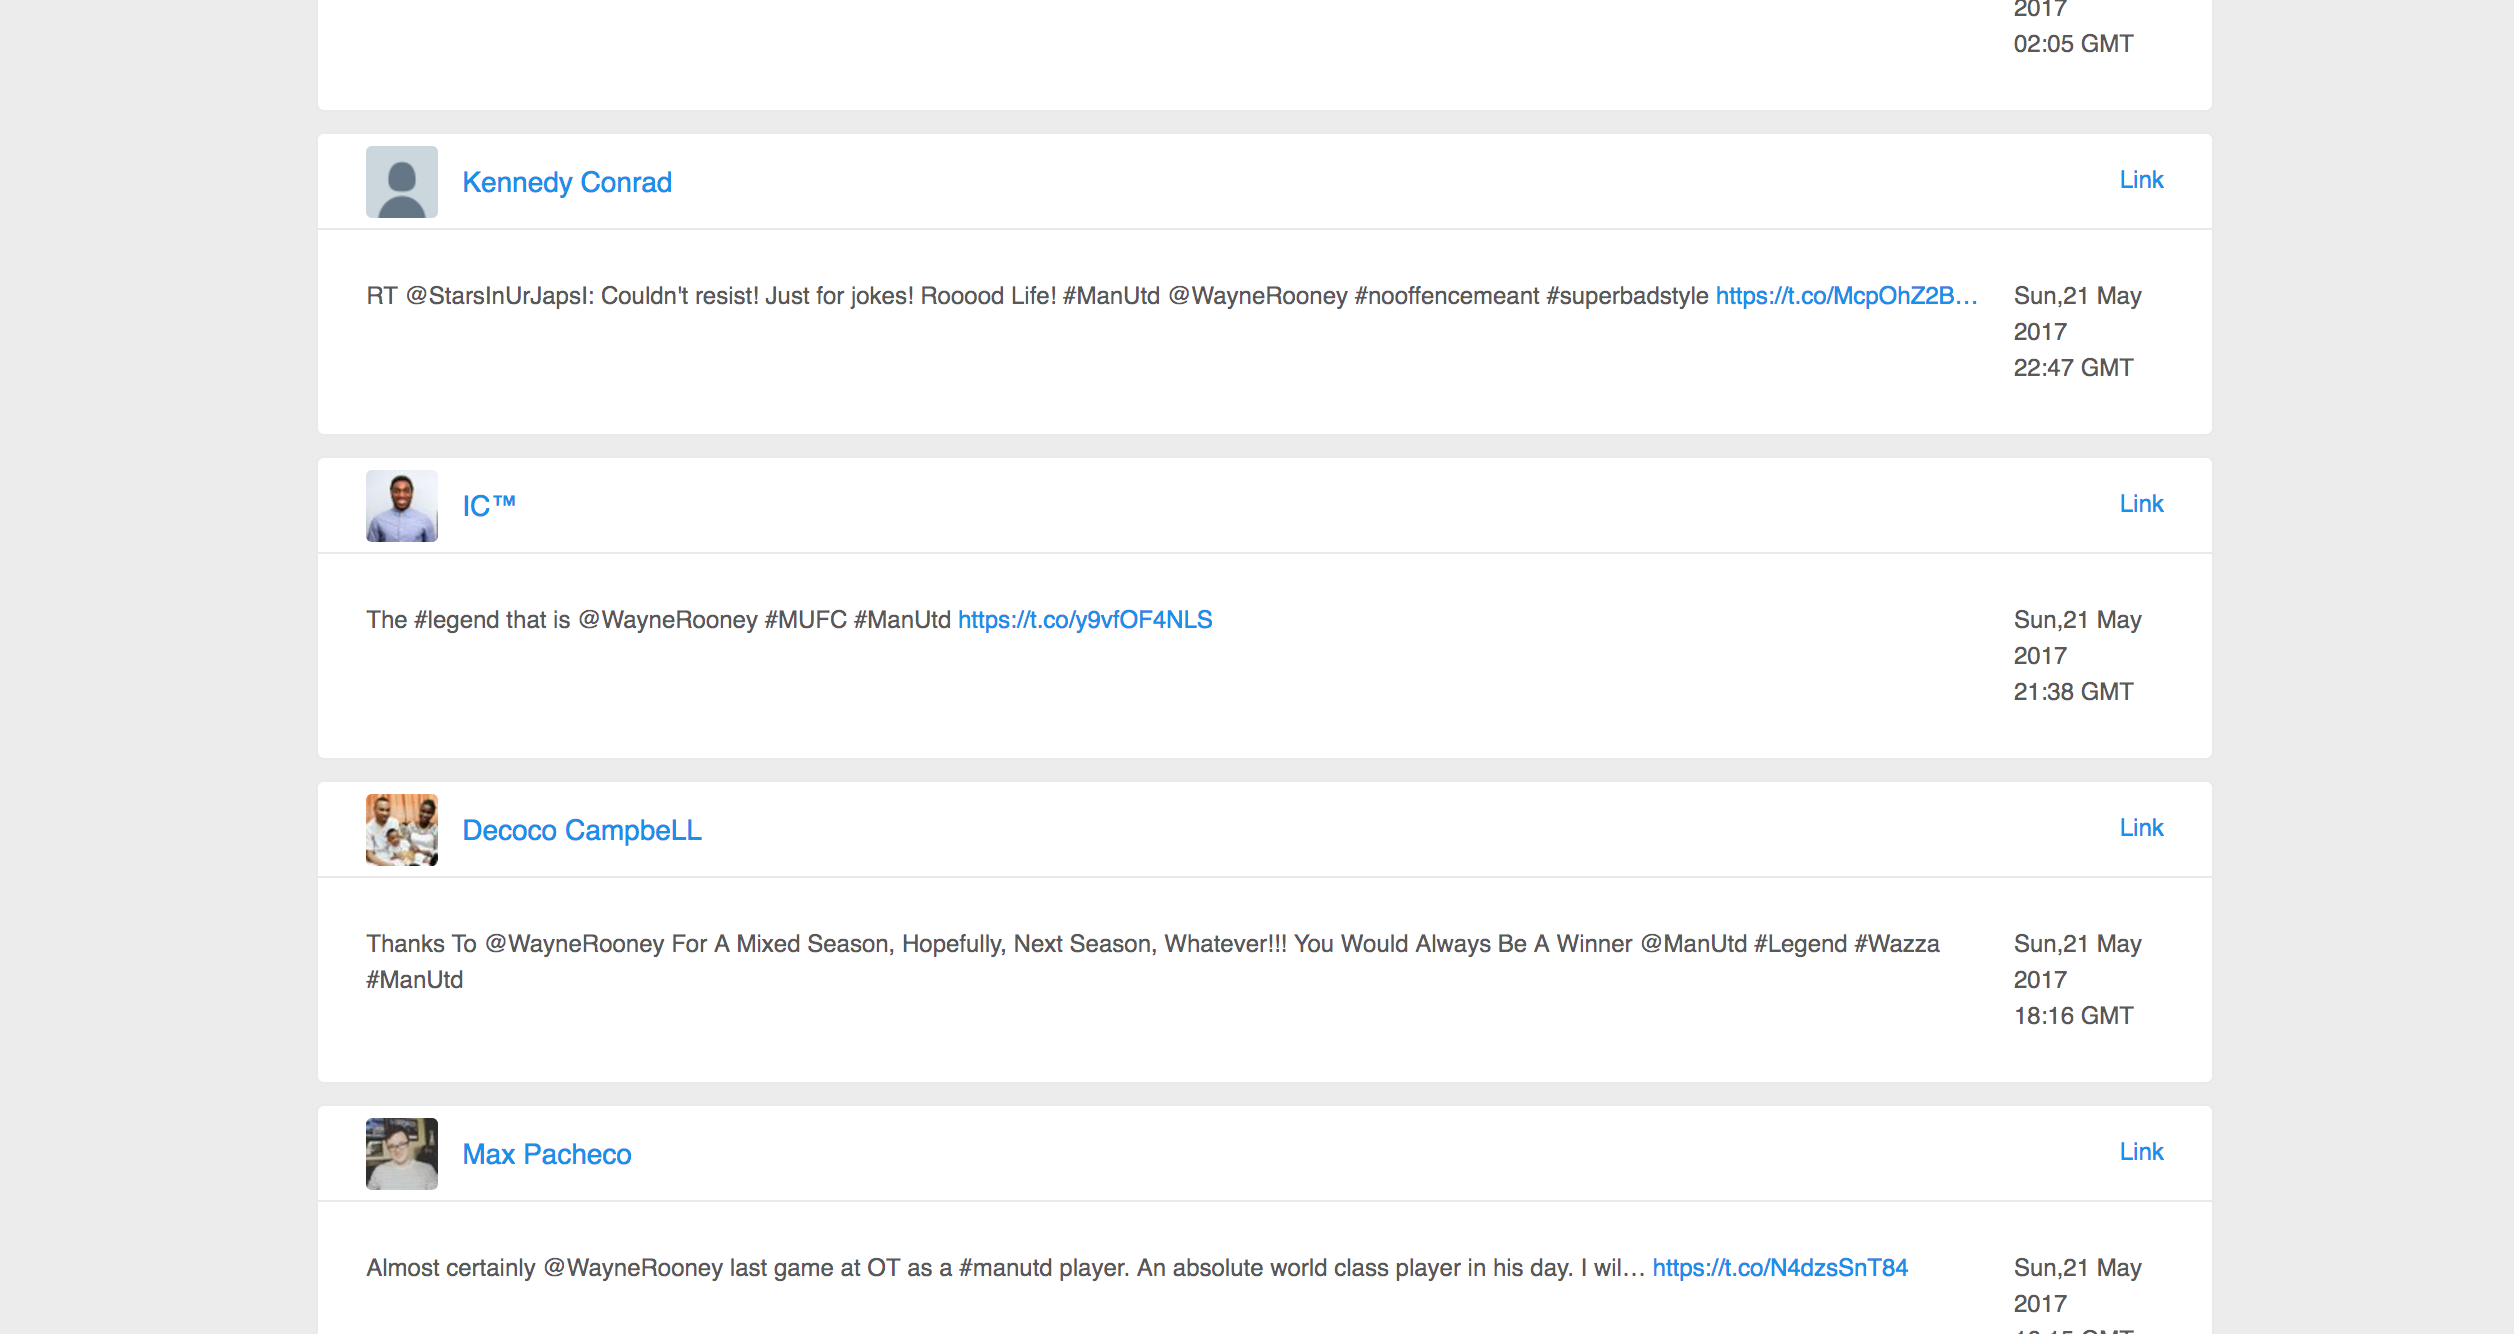 2017
02:05 GMT
Kennedy Conrad
Link
RT @StarsInUrJapsI: Couldn't resist! Just for jokes! Rooood Life! #ManUtd @WayneRooney #nooffencemeant #superbadstyle https://t.co/McpOhZ2B…
Sun,21 May
2017
22:47 GMT
IC™
Link
The #legend that is @WayneRooney #MUFC #ManUtd https://t.co/y9vfOF4NLS
Sun,21 May
2017
21:38 GMT
Decoco CampbeLL
Link
Thanks To @WayneRooney For A Mixed Season, Hopefully, Next Season, Whatever!!! You Would Always Be A Winner @ManUtd #Legend #Wazza
#ManUtd
Sun,21 May
2017
18:16 GMT
Max Pacheco
Link
Almost certainly @WayneRooney last game at OT as a #manutd player. An absolute world class player in his day. I wil… https://t.co/N4dzsSnT84
Sun,21 May
2017